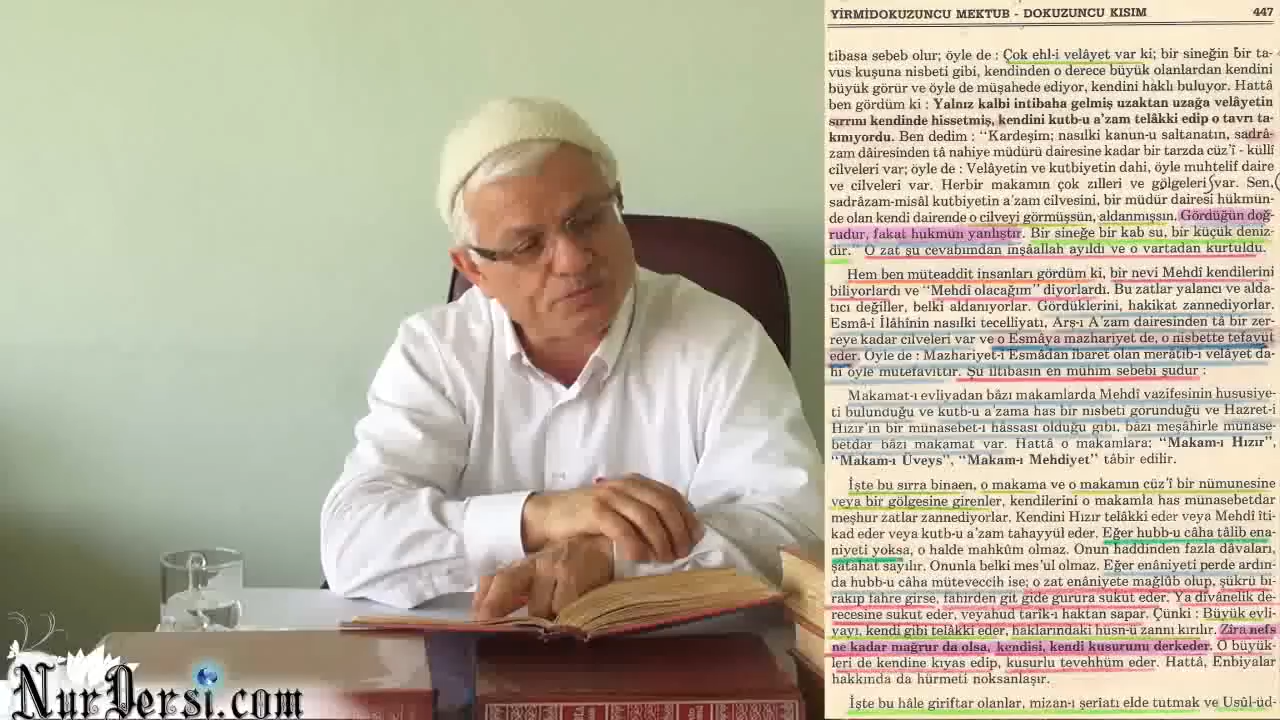 YİRMİDOKUZUNCU MEKTUB - DOKUZUNCU KISIM 447
tibasa sebeb olur; öyle de : Çok ehl-i velâyet var ki; bir sineğin bir ta-
vus kuşuna nisbeti gibi, kendinden o derece büyük olanlardan kendini
büyük görür ve öyle de müşahede ediyor, kendini haklı buluyor. Hattâ
ben gördüm ki : Yalnız kalbi intibaha gelmiş uzaktan uzağa velâyetin
sırrını kendinde hissetmiş, kendini kutb-u a'zam telâkki edip o tavrı ta-
kınıyordu. Ben dedim : "Kardeşim; nasılki kanun-u saltanatın, sadrâ-
zam dâiresinden tâ nahiye müdürü dairesine kadar bir tarzda cüz'î - küllî
cilveleri var; öyle de : Velâyetin ve kutbiyetin dahi, öyle muhtelif daire
ve cilveleri var. Herbir makamın çok zılleri ve gölgeleri var. Sen,
sadrâzam-misâl kutbiyetin a'zam cilvesini, bir müdür dairesi hükmün-
de olan kendi dairende o cilveyi görmüşsün, aldanmışsın. Gördüğün doğ-
rudur, fakat hükmün yanlıştır. Bir sineğe bir kab su, bir küçük deniz-
dir." O zat şu cevabımdan inşâallah ayıldı ve o vartadan kurtuldu.
Hem ben müteaddit insanları gördüm ki, bir nevi Mehdî kendilerini
biliyorlardı ve "Mehdî olacağım" diyorlardı. Bu zatlar yalancı ve alda-
tıcı değiller, belki aldanıyorlar. Gördüklerini, hakikat zannediyorlar.
Esmâ-i İlâhînin nasılki tecelliyatı, Arş-ı A'zam dairesinden tâ bir zer-
reye kadar cilveleri var ve o Esmâya mazhariyet de, o nisbette tefavüt
eder. Öyle de : Mazhariyet-i Esmâdan ibaret olan merâtib-i velâyet da-
hi öyle mütefavittir. Şu iltibasın en mühim sebebi şudur :
Makamat-ı evliyadan bâzı makamlarda Mehdî vazifesinin hususiye-
ti bulunduğu ve kutb-u a'zama has bir nisbeti göründüğü ve Hazret-i
Hızır'ın bir münasebet-i hâssası olduğu gibi, bâzı meşâhirle münase-
betdar bâzı makamat var. Hattâ o makamlara; "Makam-ı Hızır",
"Makam-ı Üveys", "Makam-ı Mehdiyet" tâbir edilir.
İşte bu sırra binaen, o makama ve o makamın cüz'î bir nümunesine
veya bir gölgesine girenler, kendilerini o makamla has münasebetdar
meşhur zatlar zannediyorlar. Kendini Hızır telâkki eder veya Mehdî iti-
kad eder veya kutb-u a'zam tahayyül eder. Eğer hubb-u câha tâlib ena-
niyeti yoksa, o halde mahkûm olmaz. Onun haddinden fazla dâvaları,
şatahat sayılır. Onunla belki mes'ul olmaz. Eğer enâniyeti perde ardın-
da hubb-u câha müteveccih ise; o zat enâniyete mağlûb olup, şükrü bı-
rakıp fahre girse, fahirden git gide gurura sukut eder. Ya dîvânelik de-
recesine sukut eder, veyahud tarîk-ı haktan sapar. Çünki : Büyük evli-
yayı, kendi gibi telâkki eder, haklarındaki hüsn-ü zannı kırılır. Zîra nefs
ne kadar mağrur da olsa, kendisi, kendi kusurunu derkeder. O büyük-
leri de kendine kıyas edip, kusurlu tevehhüm eder. Hattâ, Enbiyalar
hakkında da hürmeti noksanlaşır.
İşte bu hâle giriftar olanlar, mizan-ı şerîatı elde tutmak ve Usûl-üd-
NurDersi.com